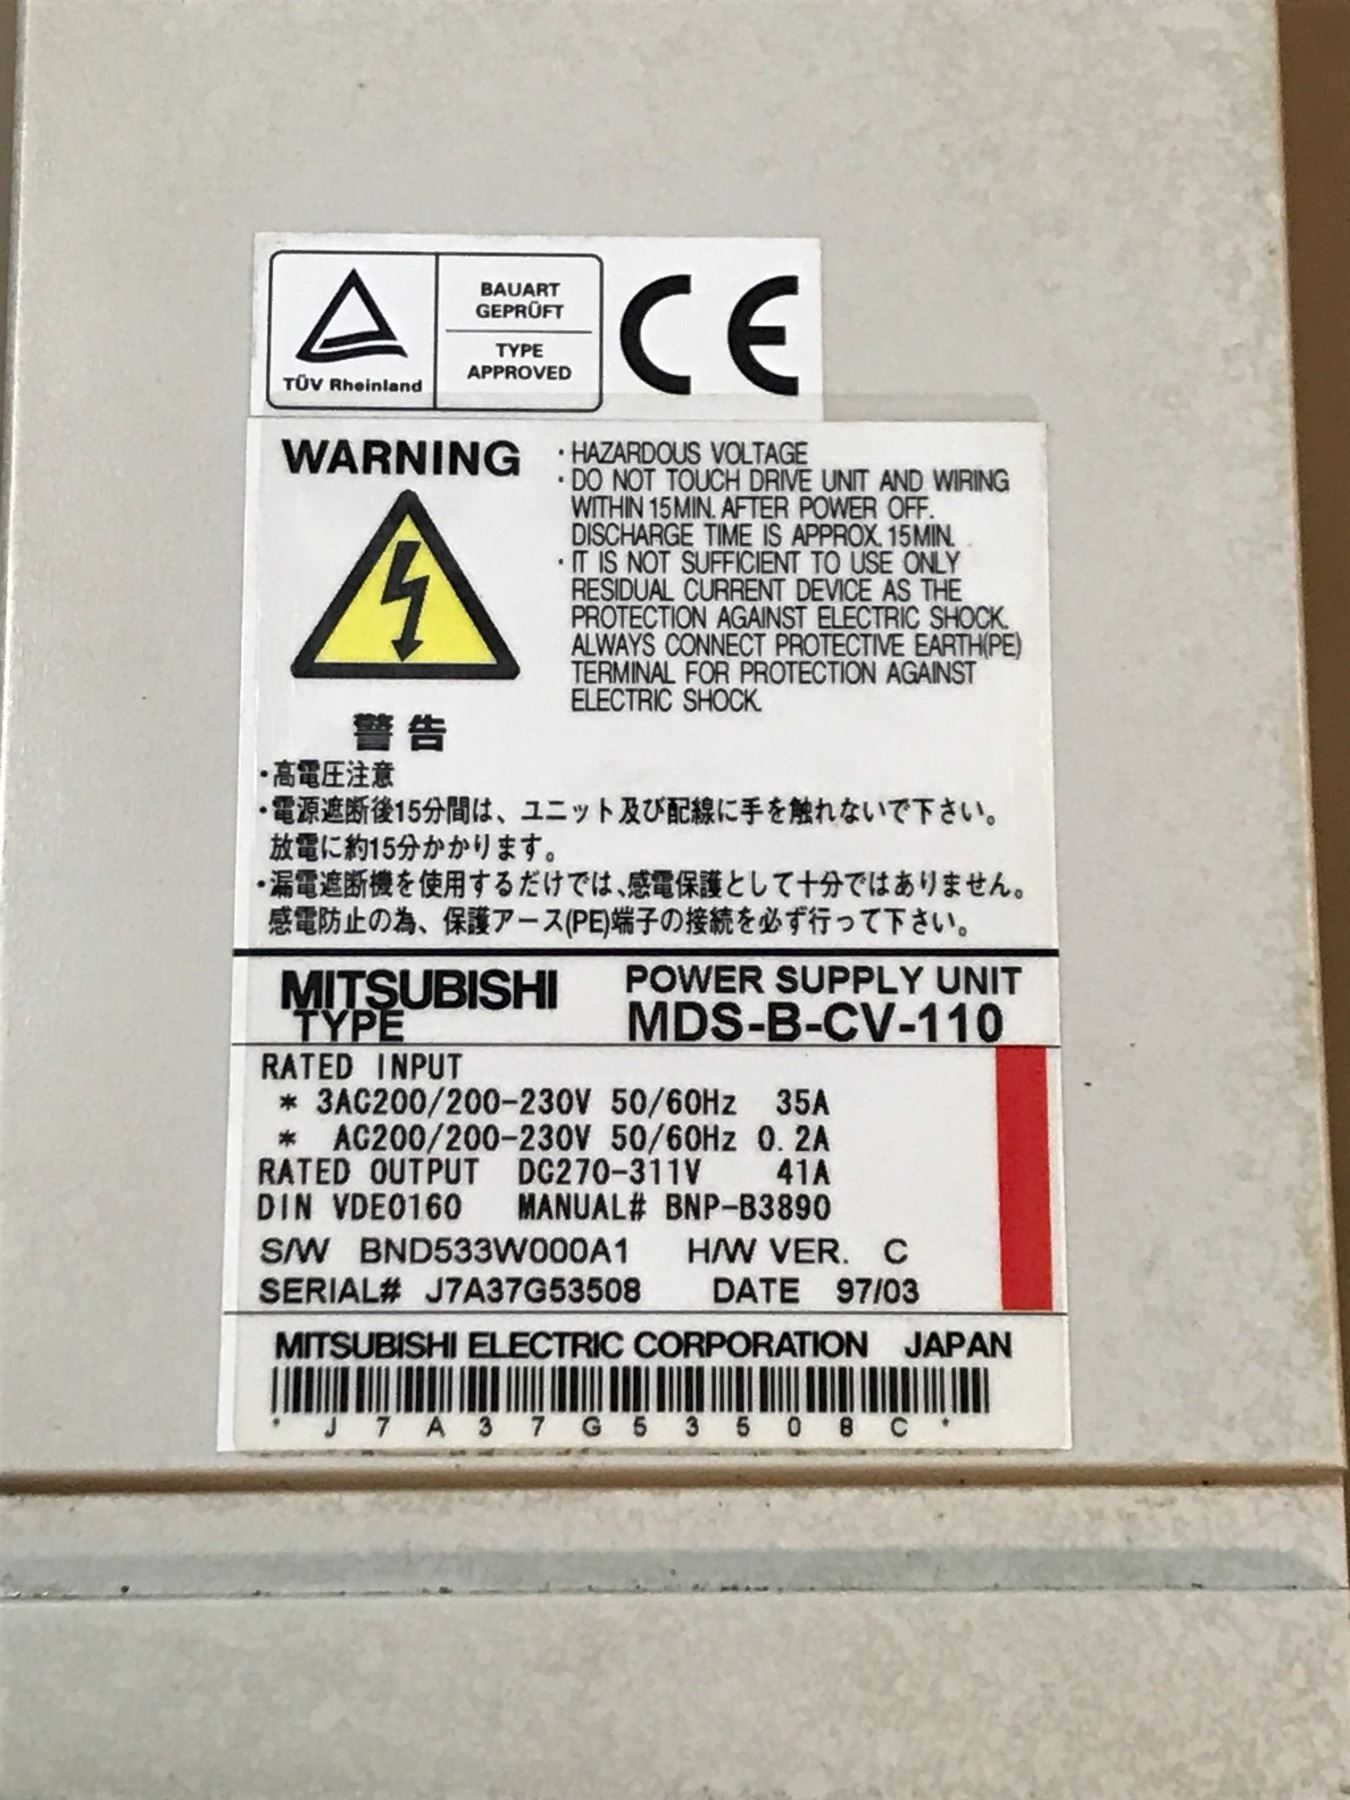 TÜV Rheinland
BAUART
GEPRÜFT
TYPE
APPROVED
CE
WARNING
・HAZARDOUS VOLTAGE
・DO NOT TOUCH DRIVE UNIT AND WIRING
WITHIN 15MIN. AFTER POWER OFF.
DISCHARGE TIME IS APPROX. 15MIN.
・IT IS NOT SUFFICIENT TO USE ONLY
RESIDUAL CURRENT DEVICE AS THE
PROTECTION AGAINST ELECTRIC SHOCK.
ALWAYS CONNECT PROTECTIVE EARTH(PE)
TERMINAL FOR PROTECTION AGAINST
ELECTRIC SHOCK.
警告
・高電圧注意
・電源遮断後15分間は、ユニット及び配線に手を触れないで下さい。
放電に約15分かかります。
・漏電遮断機を使用するだけでは、感電保護として十分ではありません。
感電防止の為、保護アース(PE)端子の接続を必ず行って下さい。
MITSUBISHI POWER SUPPLY UNIT
TYPE MDS-B-CV-110
RATED INPUT
* 3AC200/200-230V 50/60Hz 35A
* AC200/200-230V 50/60Hz 0.2A
RATED OUTPUT DC270-311V 41A
DIN VDE0160 MANUAL# BNP-B3890
S/W BND533W000A1 H/W VER. C
SERIAL# J7A37G53508 DATE 97/03
MITSUBISHI ELECTRIC CORPORATION JAPAN
* J 7 A 3 7 G 5 3 5 0 8 C *